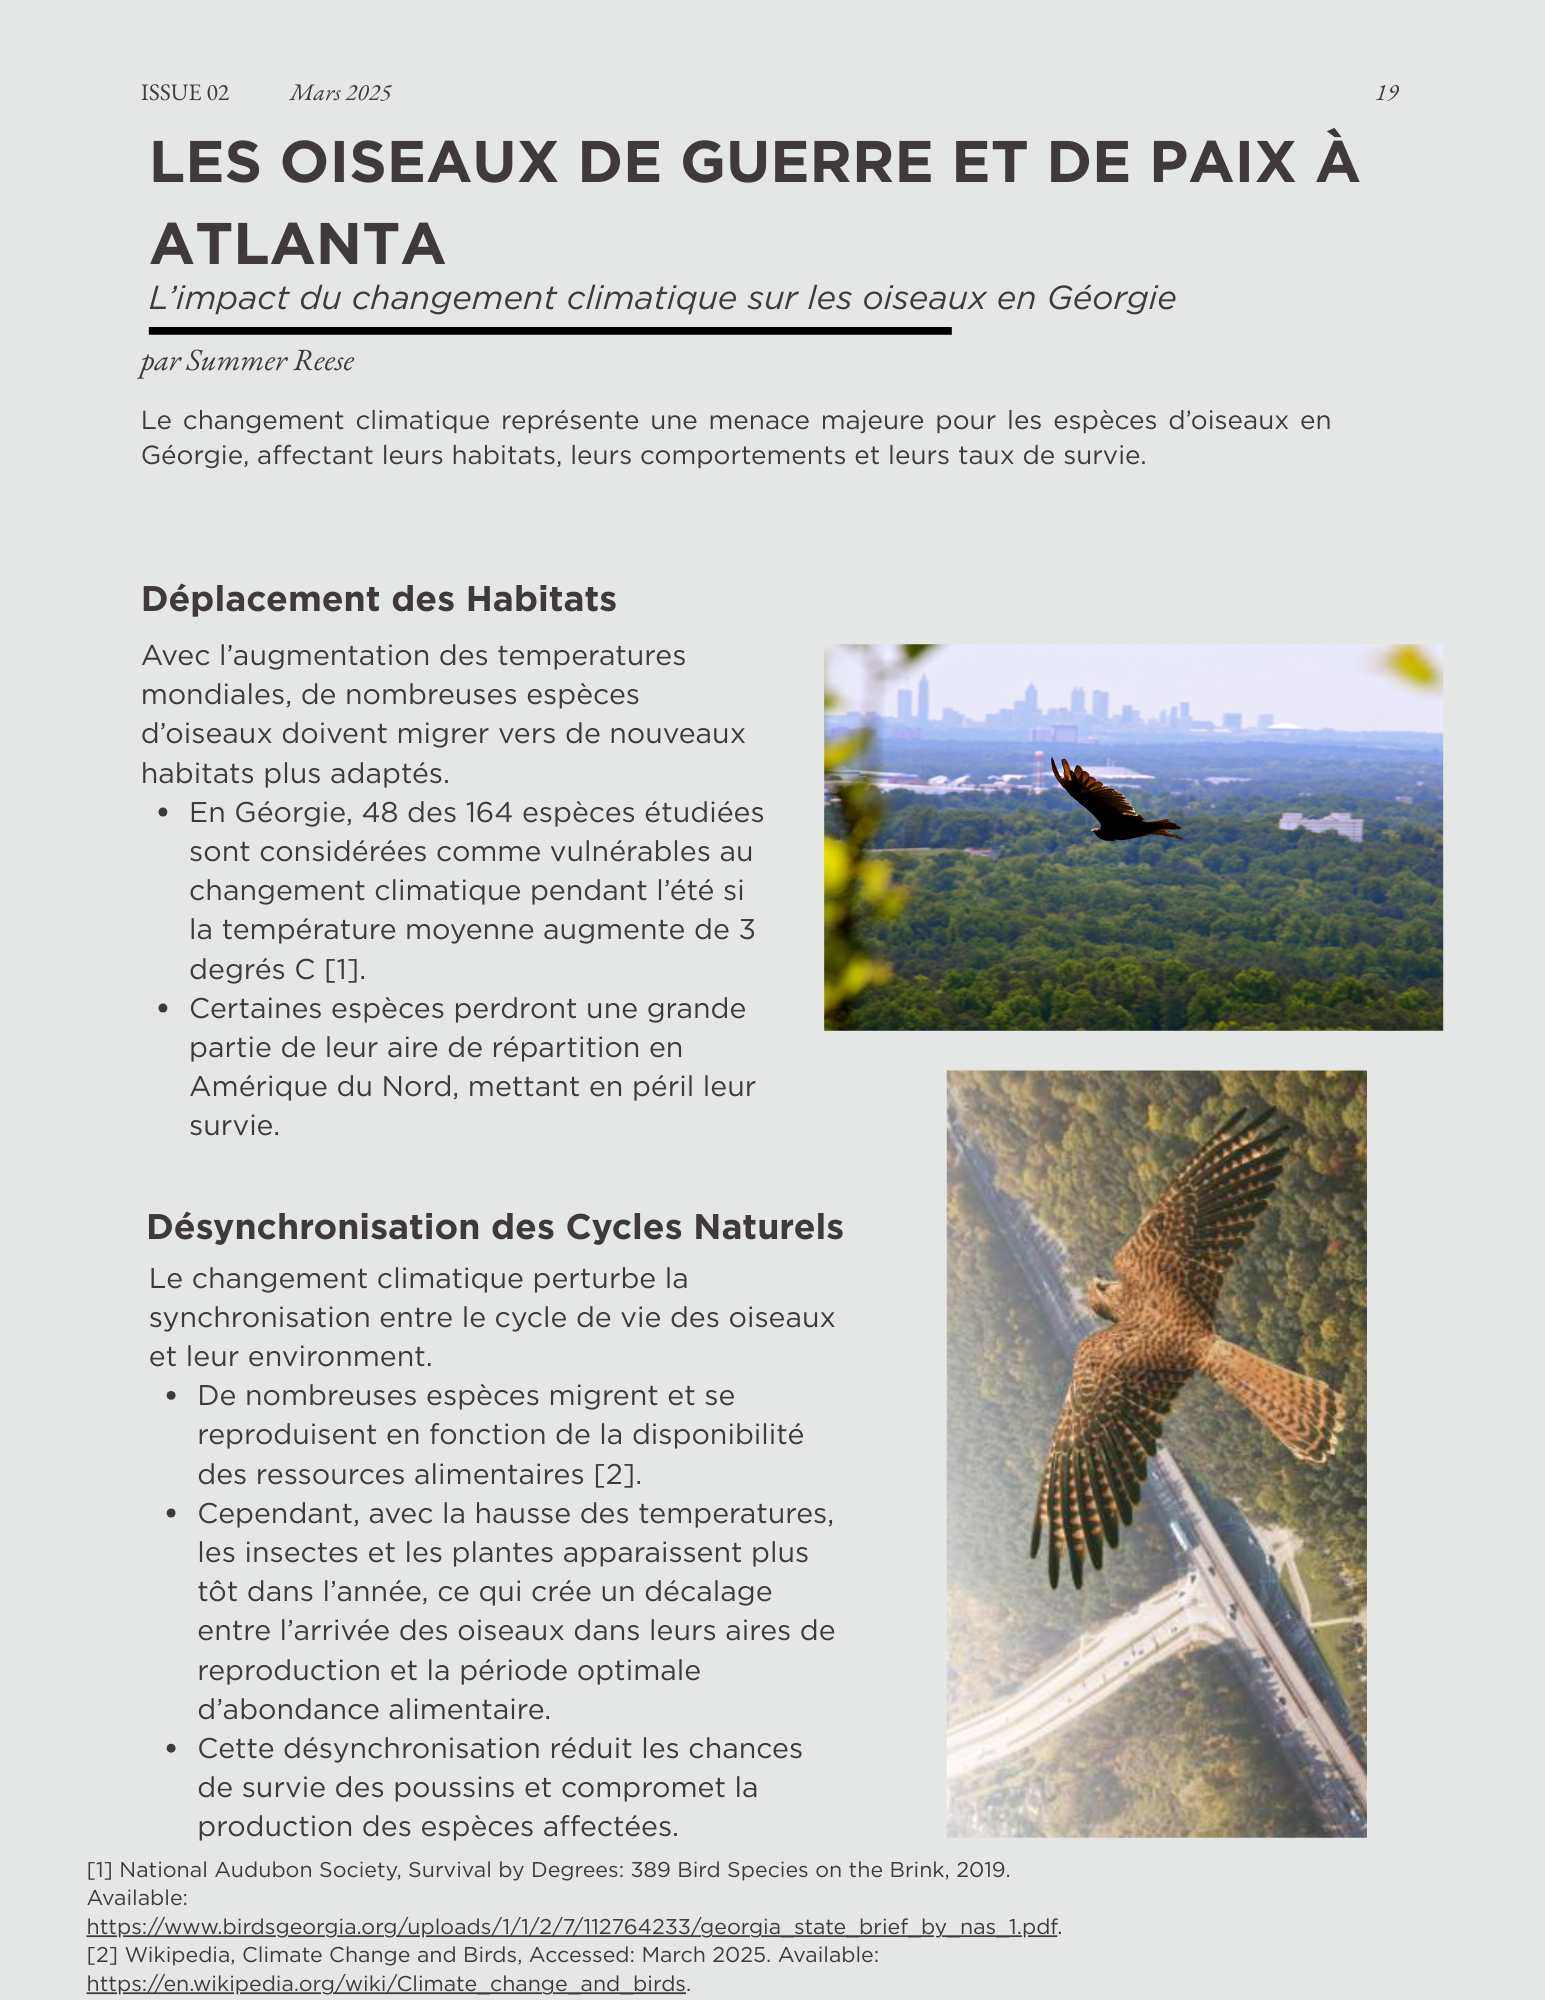 ISSUE 02 Mars 2025 19
LES OISEAUX DE GUERRE ET DE PAIX À
ATLANTA
L’impact du changement climatique sur les oiseaux en Géorgie
par Summer Reese
Le changement climatique représente une menace majeure pour les espèces d’oiseaux en
Géorgie, affectant leurs habitats, leurs comportements et leurs taux de survie.
Déplacement des Habitats
Avec l’augmentation des temperatures
mondiales, de nombreuses espèces
d’oiseaux doivent migrer vers de nouveaux
habitats plus adaptés.
• En Géorgie, 48 des 164 espèces étudiées
sont considérées comme vulnérables au
changement climatique pendant l’été si
la température moyenne augmente de 3
degrés C [1].
• Certaines espèces perdront une grande
partie de leur aire de répartition en
Amérique du Nord, mettant en péril leur
survie.
Désynchronisation des Cycles Naturels
Le changement climatique perturbe la
synchronisation entre le cycle de vie des oiseaux
et leur environment.
• De nombreuses espèces migrent et se
reproduisent en fonction de la disponibilité
des ressources alimentaires [2].
• Cependant, avec la hausse des temperatures,
les insectes et les plantes apparaissent plus
tôt dans l’année, ce qui crée un décalage
entre l’arrivée des oiseaux dans leurs aires de
reproduction et la période optimale
d’abondance alimentaire.
• Cette désynchronisation réduit les chances
de survie des poussins et compromet la
production des espèces affectées.
[1] National Audubon Society, Survival by Degrees: 389 Bird Species on the Brink, 2019.
Available:
https://www.birdsgeorgia.org/uploads/1/1/2/7/112764233/georgia_state_brief_by_nas_1.pdf.
[2] Wikipedia, Climate Change and Birds, Accessed: March 2025. Available:
https://en.wikipedia.org/wiki/Climate_change_and_birds.